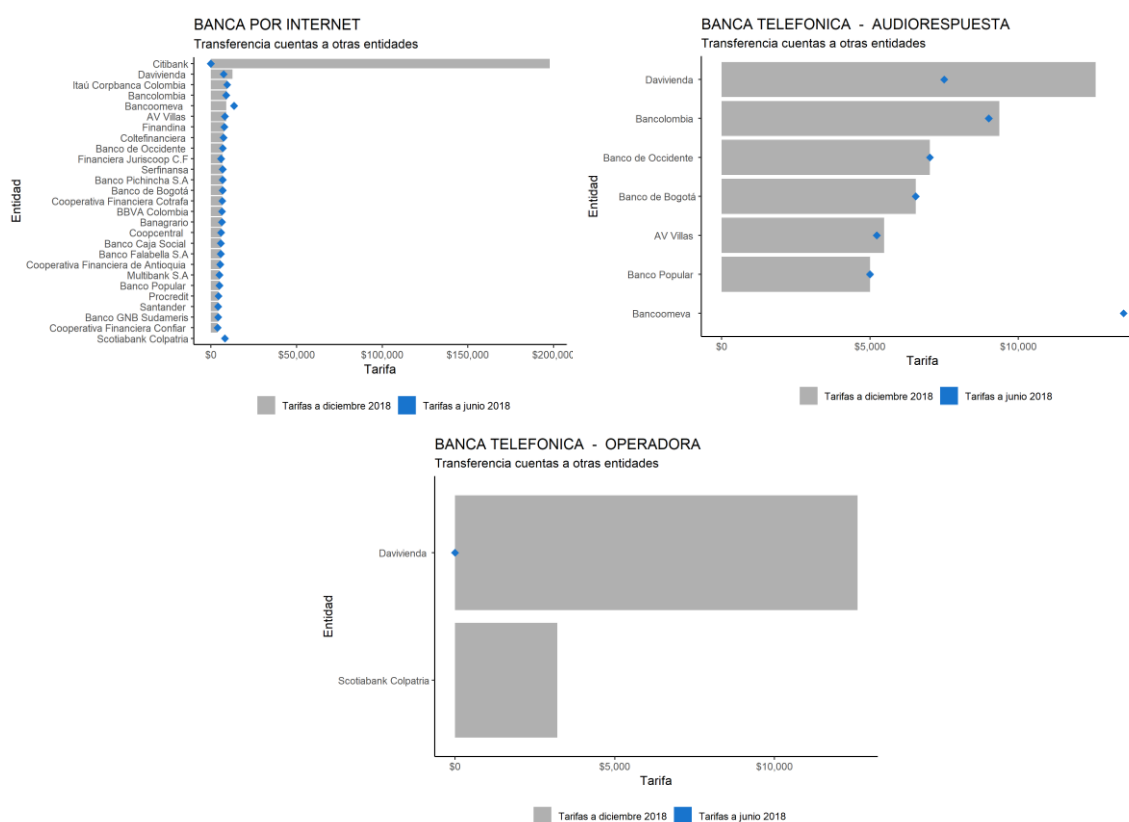 BANCA POR INTERNET
Transferencia cuentas a otras entidades
Entidad
Citibank
Davivienda
Itaú Corpbanca Colombia
Bancolombia
Bancoomeva
AV Villas
Finandina
Coltefinanciera
Banco de Occidente
Financiera Juriscoop C.F
Serfinansa
Banco Pichincha S.A
Banco de Bogotá
Cooperativa Financiera Cotrafa
BBVA Colombia
Banagrario
Coopcentral
Banco Caja Social
Banco Falabella S.A
Cooperativa Financiera de Antioquia
Multibank S.A
Banco Popular
Procredit
Santander
Banco GNB Sudameris
Cooperativa Financiera Confiar
Scotiabank Colpatria
$0 $50,000 $100,000 $150,000 $200,000
Tarifa
Tarifas a diciembre 2018 Tarifas a junio 2018
BANCA TELEFONICA - AUDIORESPUESTA
Transferencia cuentas a otras entidades
Entidad
Davivienda
Bancolombia
Banco de Occidente
Banco de Bogotá
AV Villas
Banco Popular
Bancoomeva
$0 $5,000 $10,000
Tarifa
Tarifas a diciembre 2018 Tarifas a junio 2018
BANCA TELEFONICA - OPERADORA
Transferencia cuentas a otras entidades
Entidad
Davivienda
Scotiabank Colpatria
$0 $5,000 $10,000
Tarifa
Tarifas a diciembre 2018 Tarifas a junio 2018